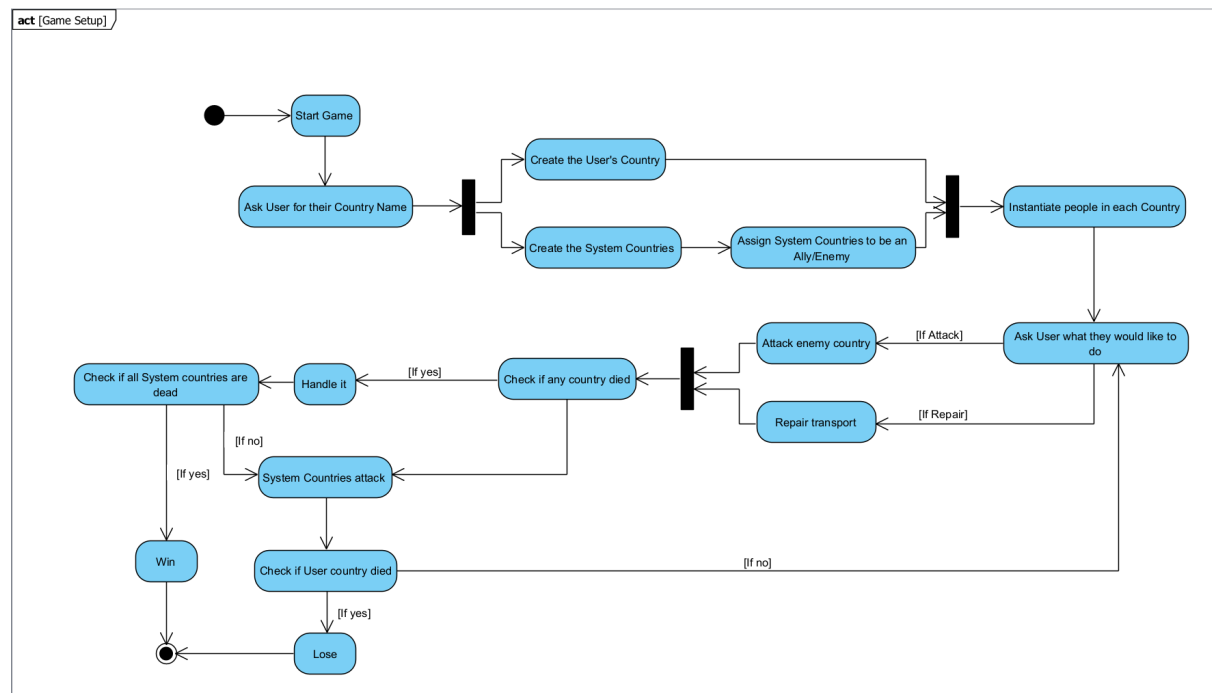 act [Game Setup]
Start Game
Create the User's Country
Ask User for their Country Name
Instantiate people in each Country
Create the System Countries
Assign System Countries to be an
Ally/Enemy
[If Attack]
Attack enemy country
Ask User what they would like to
do
Check if all System countries are
dead
Handle it
[If yes]
Check if any country died
Repair transport
[If Repair]
[If no]
[If yes]
System Countries attack
Win
Check if User country died
[If no]
[If yes]
Lose